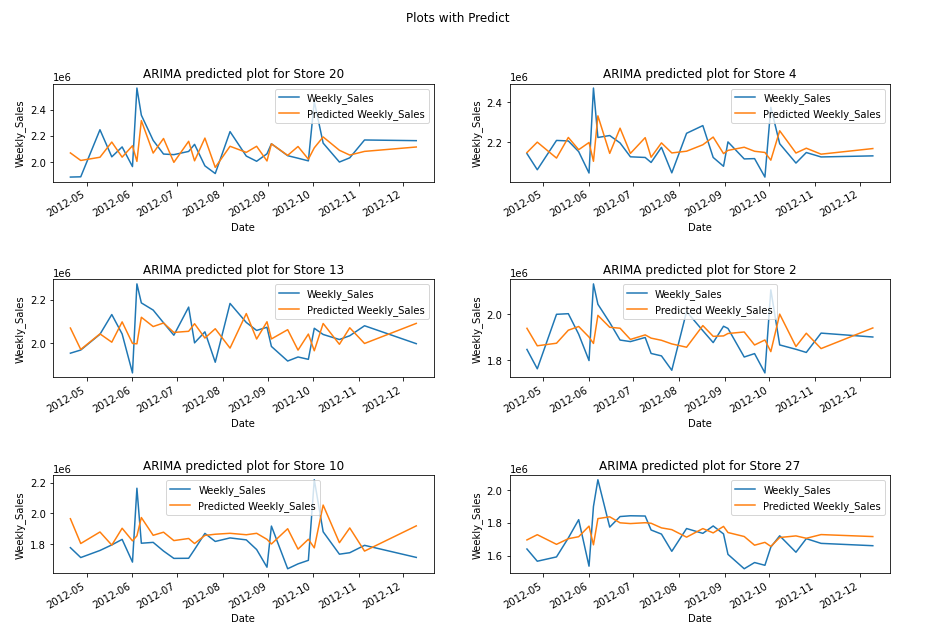 Plots with Predict
ARIMA predicted plot for Store 20
1e6
Weekly_Sales
2.4
2.2
2.0
Weekly_Sales
Predicted Weekly_Sales
2012-05
2012-06
2012-07
2012-08
2012-09
2012-10
2012-11
2012-12
Date
ARIMA predicted plot for Store 4
1e6
Weekly_Sales
2.4
2.2
Weekly_Sales
Predicted Weekly_Sales
2012-05
2012-06
2012-07
2012-08
2012-09
2012-10
2012-11
2012-12
Date
ARIMA predicted plot for Store 13
1e6
Weekly_Sales
2.2
2.0
Weekly_Sales
Predicted Weekly_Sales
2012-05
2012-06
2012-07
2012-08
2012-09
2012-10
2012-11
2012-12
Date
ARIMA predicted plot for Store 2
1e6
Weekly_Sales
2.0
1.8
Weekly_Sales
Predicted Weekly_Sales
2012-05
2012-06
2012-07
2012-08
2012-09
2012-10
2012-11
2012-12
Date
ARIMA predicted plot for Store 10
1e6
Weekly_Sales
2.2
2.0
1.8
Weekly_Sales
Predicted Weekly_Sales
2012-05
2012-06
2012-07
2012-08
2012-09
2012-10
2012-11
2012-12
Date
ARIMA predicted plot for Store 27
1e6
Weekly_Sales
2.0
1.8
1.6
Weekly_Sales
Predicted Weekly_Sales
2012-05
2012-06
2012-07
2012-08
2012-09
2012-10
2012-11
2012-12
Date